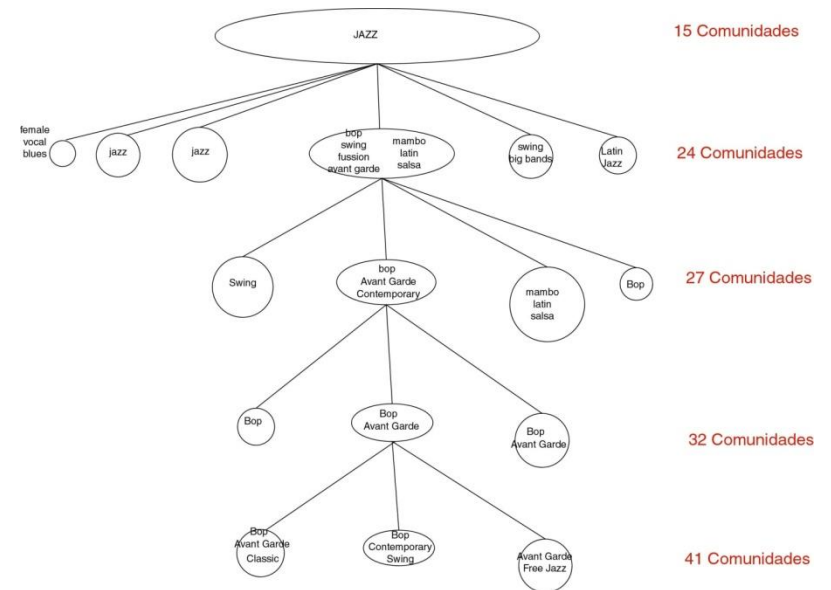 JAZZ
15 Comunidades
female
vocal
blues
jazz
jazz
bop
swing
fussion
avant garde
mambo
latin
salsa
swing
big bands
Latin
Jazz
24 Comunidades
Swing
bop
Avant Garde
Contemporary
mambo
latin
salsa
Bop
27 Comunidades
Bop
Bop
Avant Garde
Bop
Avant Garde
32 Comunidades
Bop
Avant Garde
Classic
Bop
Contemporary
Swing
Avant Garde
Free Jazz
41 Comunidades